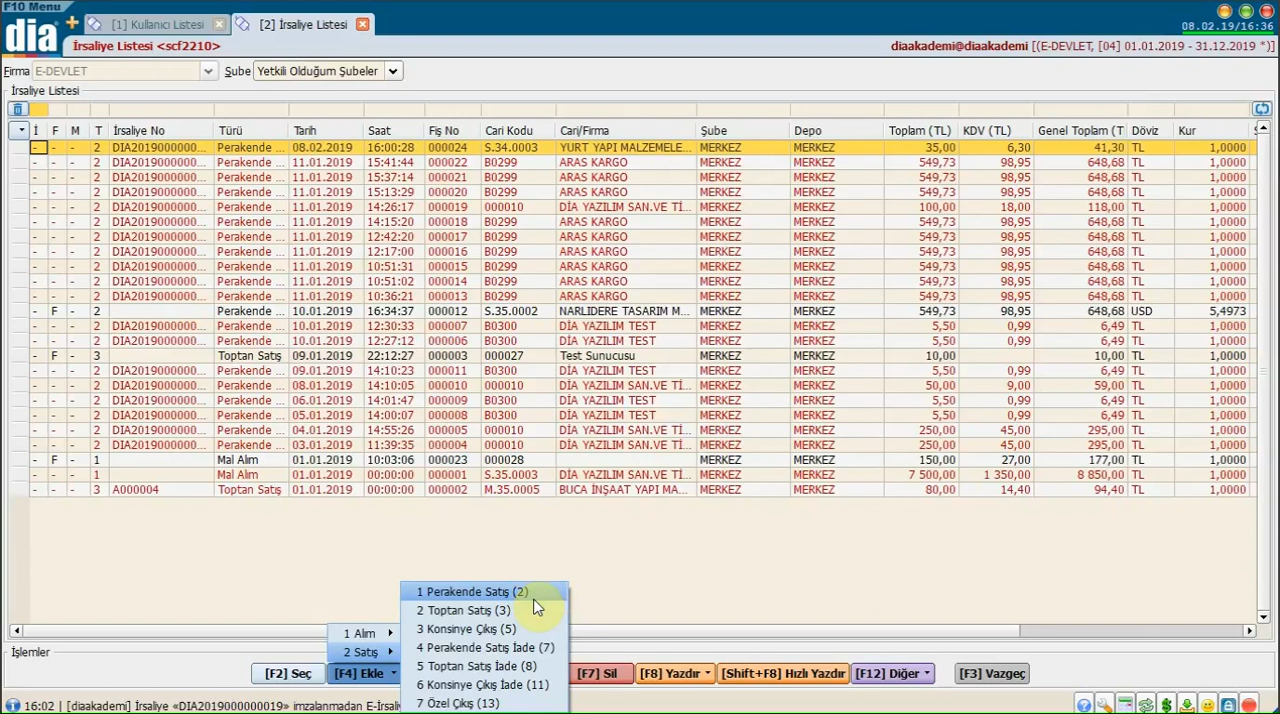 F10 Menu
dia
[1] Kullanıcı Listesi
[2] İrsaliye Listesi
08.02.19/16:36
İrsaliye Listesi <scf2210>
diaakademi@diaakademi [(E-DEVLET, [04] 01.01.2019 - 31.12.2019 *)]
Firma E-DEVLET Şube Yetkili Olduğum Şubeler
İrsaliye Listesi
İ F M T İrsaliye No Türü Tarih Saat Fiş No Cari Kodu Cari/Firma Şube Depo Toplam (TL) KDV (TL) Genel Toplam (T Döviz Kur
- - - 2 DIA2019000000... Perakende ... 08.02.2019 16:00:28 000024 S.34.0003 YURT YAPI MALZEMELE... MERKEZ MERKEZ 35,00 6,30 41,30 TL 1,0000
- - - 2 DIA2019000000... Perakende ... 11.01.2019 15:41:44 000022 B0299 ARAS KARGO MERKEZ MERKEZ 549,73 98,95 648,68 TL 1,0000
- - - 2 DIA2019000000... Perakende ... 11.01.2019 15:37:14 000021 B0299 ARAS KARGO MERKEZ MERKEZ 549,73 98,95 648,68 TL 1,0000
- - - 2 DIA2019000000... Perakende ... 11.01.2019 15:13:29 000020 B0299 ARAS KARGO MERKEZ MERKEZ 549,73 98,95 648,68 TL 1,0000
- - - 2 DIA2019000000... Perakende ... 11.01.2019 14:26:17 000019 000010 DİA YAZILIM SAN.VE Tİ... MERKEZ MERKEZ 100,00 18,00 118,00 TL 1,0000
- - - 2 DIA2019000000... Perakende ... 11.01.2019 14:15:20 000018 B0299 ARAS KARGO MERKEZ MERKEZ 549,73 98,95 648,68 TL 1,0000
- - - 2 DIA2019000000... Perakende ... 11.01.2019 12:42:20 000017 B0299 ARAS KARGO MERKEZ MERKEZ 549,73 98,95 648,68 TL 1,0000
- - - 2 DIA2019000000... Perakende ... 11.01.2019 12:17:00 000016 B0299 ARAS KARGO MERKEZ MERKEZ 549,73 98,95 648,68 TL 1,0000
- - - 2 DIA2019000000... Perakende ... 11.01.2019 10:51:31 000015 B0299 ARAS KARGO MERKEZ MERKEZ 549,73 98,95 648,68 TL 1,0000
- - - 2 DIA2019000000... Perakende ... 11.01.2019 10:51:02 000014 B0299 ARAS KARGO MERKEZ MERKEZ 549,73 98,95 648,68 TL 1,0000
- - - 2 DIA2019000000... Perakende ... 11.01.2019 10:36:21 000013 B0299 ARAS KARGO MERKEZ MERKEZ 549,73 98,95 648,68 TL 1,0000
- F - 2 Perakende ... 10.01.2019 16:34:37 000012 S.35.0002 NARLIDERE TASARIM M... MERKEZ MERKEZ 549,73 98,95 648,68 USD 5,4973
- - - 2 DIA2019000000... Perakende ... 10.01.2019 12:30:33 000007 B0300 DİA YAZILIM TEST MERKEZ MERKEZ 5,50 0,99 6,49 TL 1,0000
- - - 2 DIA2019000000... Perakende ... 10.01.2019 12:27:12 000006 B0300 DİA YAZILIM TEST MERKEZ MERKEZ 5,50 0,99 6,49 TL 1,0000
- F - 3 Toptan Satış 09.01.2019 22:12:27 000003 000027 Test Sunucusu MERKEZ MERKEZ 10,00 10,00 TL 1,0000
- - - 2 DIA2019000000... Perakende ... 09.01.2019 14:10:23 000011 B0300 DİA YAZILIM TEST MERKEZ MERKEZ 5,50 0,99 6,49 TL 1,0000
- - - 2 DIA2019000000... Perakende ... 08.01.2019 14:10:05 000010 000010 DİA YAZILIM SAN.VE Tİ... MERKEZ MERKEZ 50,00 9,00 59,00 TL 1,0000
- - - 2 DIA2019000000... Perakende ... 06.01.2019 14:01:47 000009 B0300 DİA YAZILIM TEST MERKEZ MERKEZ 5,50 0,99 6,49 TL 1,0000
- - - 2 DIA2019000000... Perakende ... 05.01.2019 14:00:07 000008 B0300 DİA YAZILIM TEST MERKEZ MERKEZ 5,50 0,99 6,49 TL 1,0000
- - - 2 DIA2019000000... Perakende ... 04.01.2019 14:55:26 000005 000010 DİA YAZILIM SAN.VE Tİ... MERKEZ MERKEZ 250,00 45,00 295,00 TL 1,0000
- - - 2 DIA2019000000... Perakende ... 03.01.2019 11:39:35 000004 000010 DİA YAZILIM SAN.VE Tİ... MERKEZ MERKEZ 250,00 45,00 295,00 TL 1,0000
- F - 1 Mal Alım 01.01.2019 10:03:06 000023 000028 MERKEZ MERKEZ 150,00 27,00 177,00 TL 1,0000
- - - 1 Mal Alım 01.01.2019 00:00:00 000001 S.35.0003 DİA YAZILIM SAN.VE Tİ... MERKEZ MERKEZ 7 500,00 1 350,00 8 850,00 TL 1,0000
- - - 3 A000004 Toptan Satış 01.01.2019 00:00:00 000002 M.35.0005 BUCA İNŞAAT YAPI MA... MERKEZ MERKEZ 80,00 14,40 94,40 TL 1,0000
1 Alım
2 Satış
1 Perakende Satış (2)
2 Toptan Satış (3)
3 Konsinye Çıkış (5)
4 Perakende Satış İade (7)
5 Toptan Satış İade (8)
6 Konsinye Çıkış İade (11)
7 Özel Çıkış (13)
İşlemler
[F2] Seç [F4] Ekle [F7] Sil [F8] Yazdır [Shift+F8] Hızlı Yazdır [F12] Diğer [F3] Vazgeç
16:02 | [diaakademi] İrsaliye «DIA2019000000019» imzalanmadan E-İrsaliy